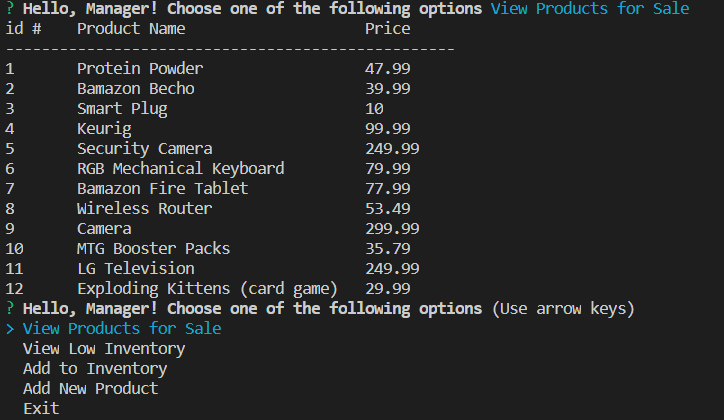 ? Hello, Manager! Choose one of the following options View Products for Sale
id #    Product Name                    Price
--------------------------------------------------
1       Protein Powder                  47.99
2       Bamazon Becho                   39.99
3       Smart Plug                      10
4       Keurig                          99.99
5       Security Camera                 249.99
6       RGB Mechanical Keyboard         79.99
7       Bamazon Fire Tablet             77.99
8       Wireless Router                 53.49
9       Camera                          299.99
10      MTG Booster Packs               35.79
11      LG Television                   249.99
12      Exploding Kittens (card game)   29.99
? Hello, Manager! Choose one of the following options (Use arrow keys)
> View Products for Sale
  View Low Inventory
  Add to Inventory
  Add New Product
  Exit